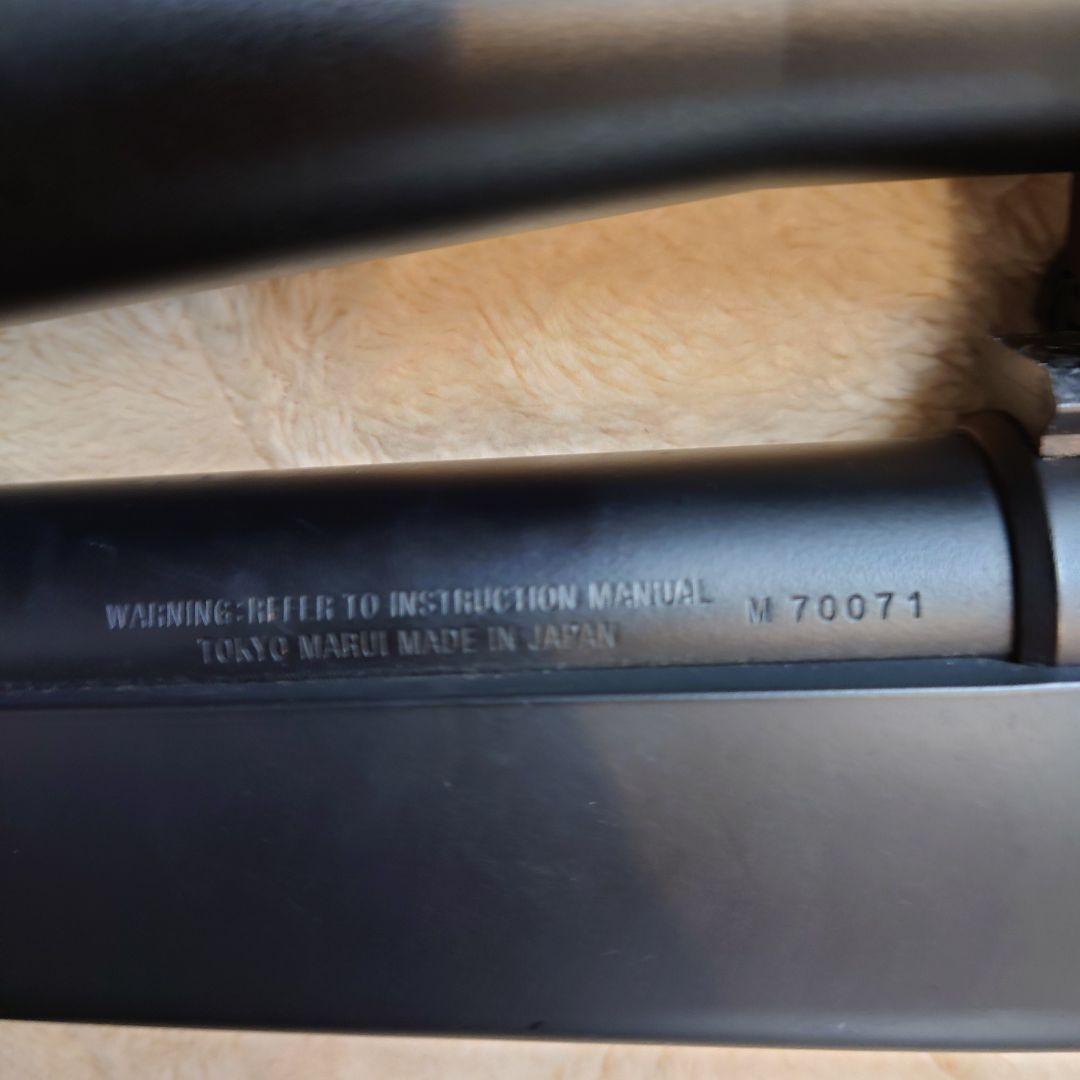 WARNING:REFER TO INSTRUCTION MANUAL M 70071
TOKYO MARUI MADE IN JAPAN